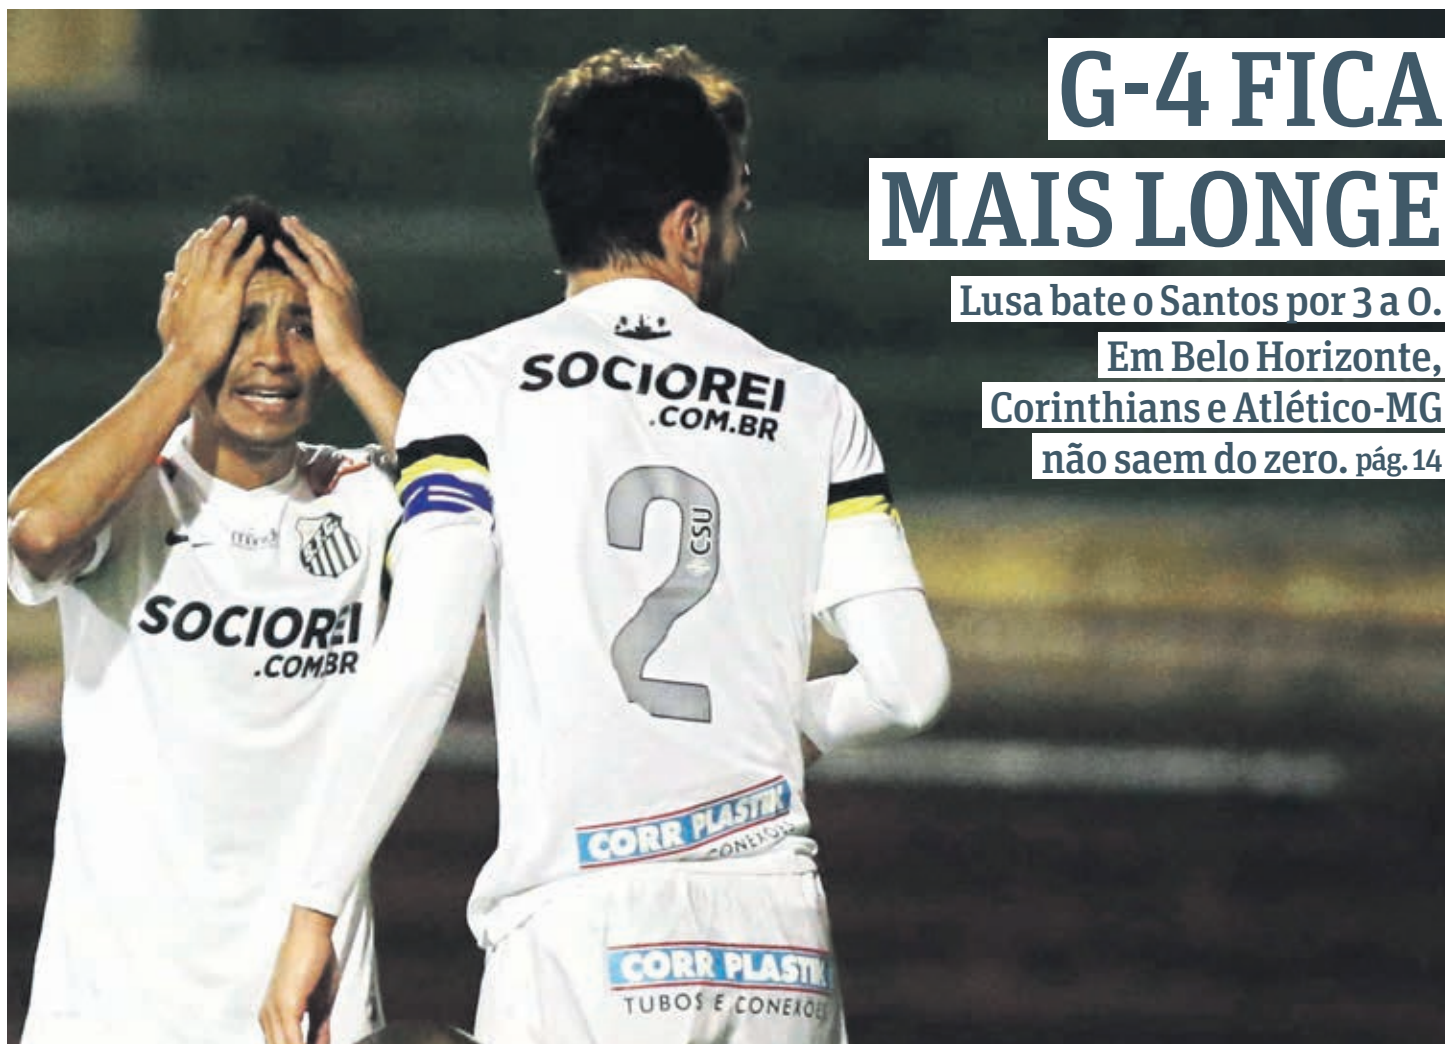 G-4 FICA
MAIS LONGE
Lusa bate o Santos por 3 a 0.
Em Belo Horizonte,
Corinthians e Atlético-MG
não saem do zero. pág. 14
SOCIOREI
.COM.BR
2
CSU
SOCIOREI
.COM.BR
CORR PLASTIK
CONEXÕES
CORR PLASTIK
TUBOS E CONEXÕES